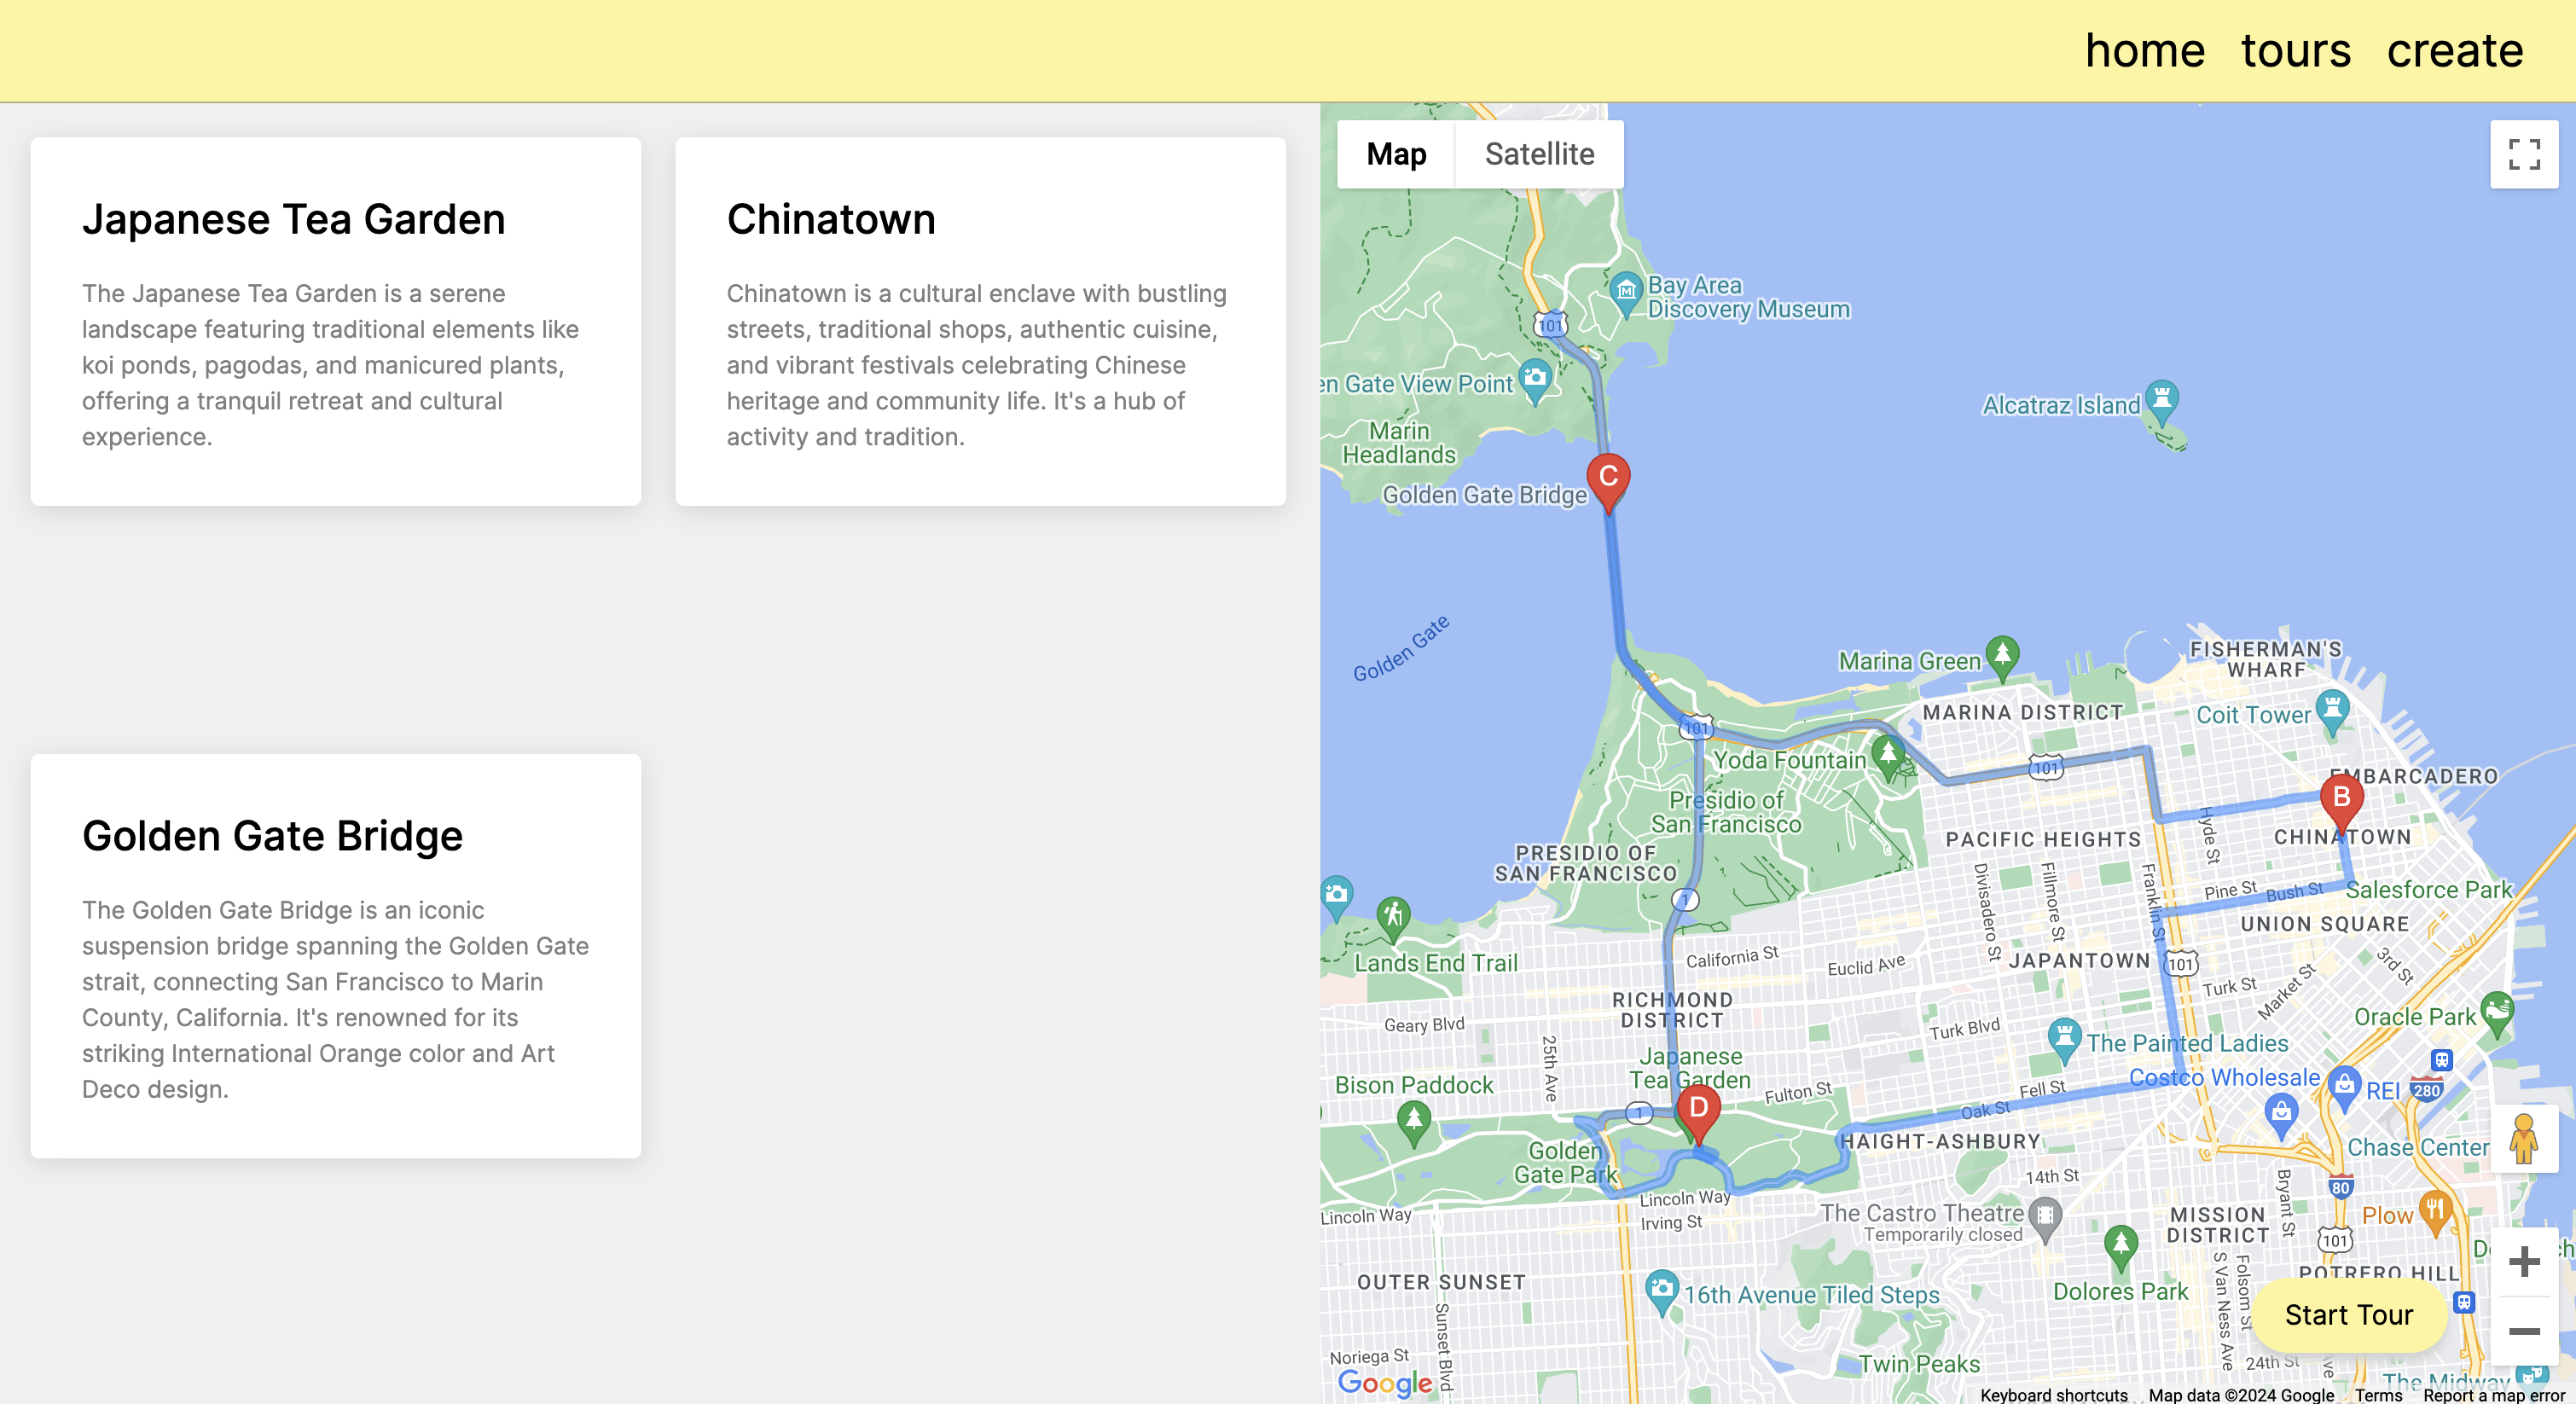 home tours create
Japanese Tea Garden
The Japanese Tea Garden is a serene
landscape featuring traditional elements like
koi ponds, pagodas, and manicured plants,
offering a tranquil retreat and cultural
experience.
Chinatown
Chinatown is a cultural enclave with bustling
streets, traditional shops, authentic cuisine,
and vibrant festivals celebrating Chinese
heritage and community life. It's a hub of
activity and tradition.
Golden Gate Bridge
The Golden Gate Bridge is an iconic
suspension bridge spanning the Golden Gate
strait, connecting San Francisco to Marin
County, California. It's renowned for its
striking International Orange color and Art
Deco design.
Map Satellite
Bay Area
Discovery Museum
101
en Gate View Point
Alcatraz Island
Marin
Headlands
C
Golden Gate Bridge
Golden Gate
FISHERMAN'S
WHARF
Marina Green
MARINA DISTRICT
Coit Tower
101
Yoda Fountain
101
EMBARCADERO
B
Presidio of
San Francisco
Hyde St
PACIFIC HEIGHTS
CHINATOWN
PRESIDIO OF
SAN FRANCISCO
Divisadero St
Fillmore St
Franklin St
Pine St
Bush St
Salesforce Park
1
UNION SQUARE
Lands End Trail
California St
Euclid Ave
JAPANTOWN
101
3rd St
Turk St
Market St
RICHMOND
DISTRICT
Geary Blvd
Turk Blvd
Oracle Park
25th Ave
The Painted Ladies
Japanese
Tea Garden
Bison Paddock
Fulton St
Fell St
Costco Wholesale
REI
280
1
D
Oak St
HAIGHT-ASHBURY
Chase Center
Golden
Gate Park
14th St
80
Bryant St
Lincoln Way
Lincoln Way
Irving St
The Castro Theatre
Temporarily closed
MISSION
DISTRICT
Plow
101
OUTER SUNSET
16th Avenue Tiled Steps
Dolores Park
POTRERO HILL
S Van Ness Ave
Folsom St
Start Tour
Sunset Blvd
Noriega St
Twin Peaks
24th St
The Midway
Google
Keyboard shortcuts Map data ©2024 Google Terms Report a map error